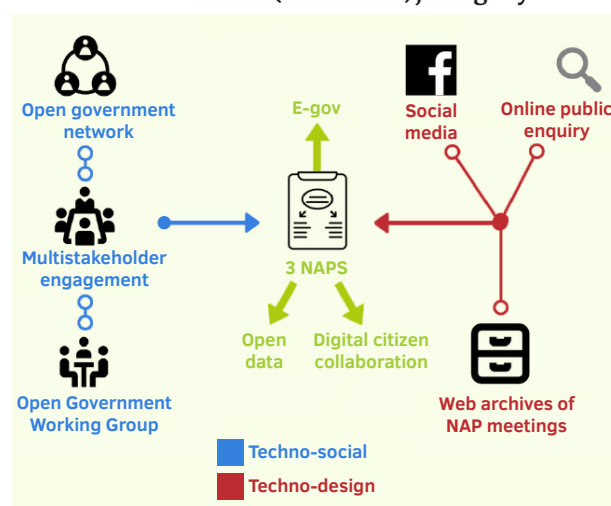 Open government
network
Multistakeholder
engagement
Open Government
Working Group
E-gov
3 NAPS
Open
data
Digital citizen
collaboration
Social
media
Online public
enquiry
Web archives of
NAP meetings
Techno-social
Techno-design